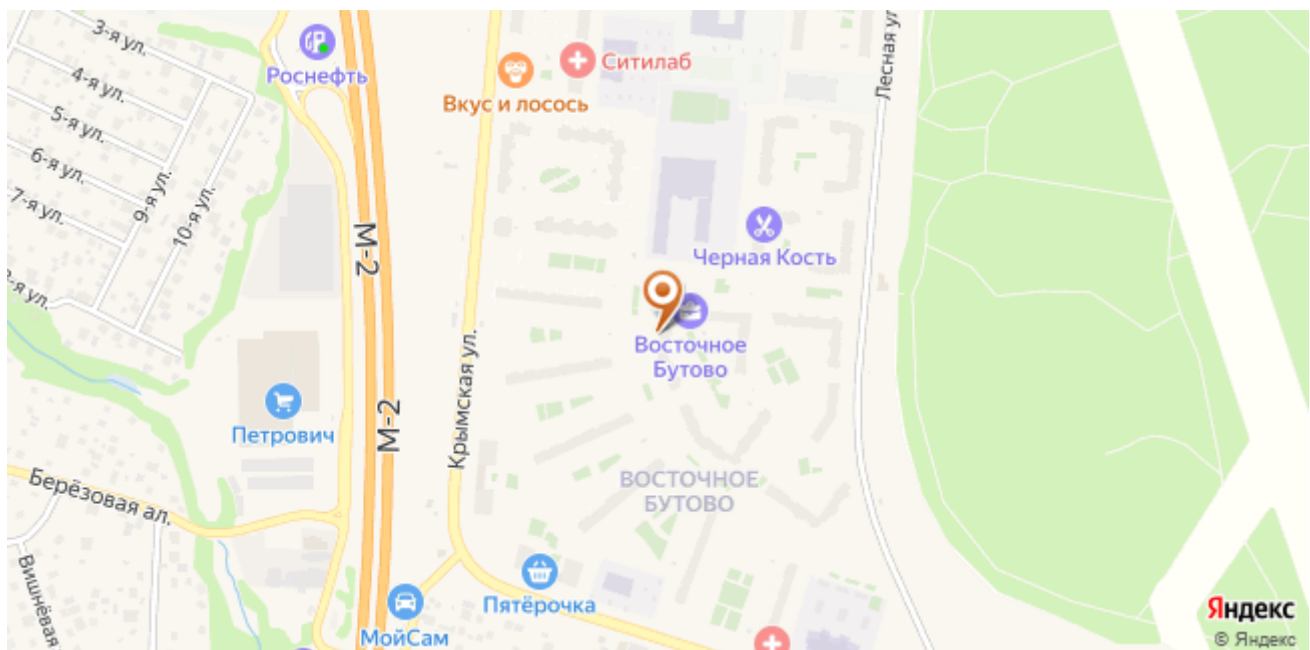 3-я ул.
4-я ул.
5-я ул.
6-я ул.
7-я ул.
-я ул.
9-я ул.
10-я ул.
Роснефть
Вкус и лосось
Ситилаб
Лесная ул
М-2
Черная Кость
Восточное
Бутово
Крымская ул.
М-2
Петрович
Берёзовая ал.
ВОСТОЧНОЕ
БУТОВО
Вишнёвая
Пятёрочка
МойСам
Яндекс
© Яндекс